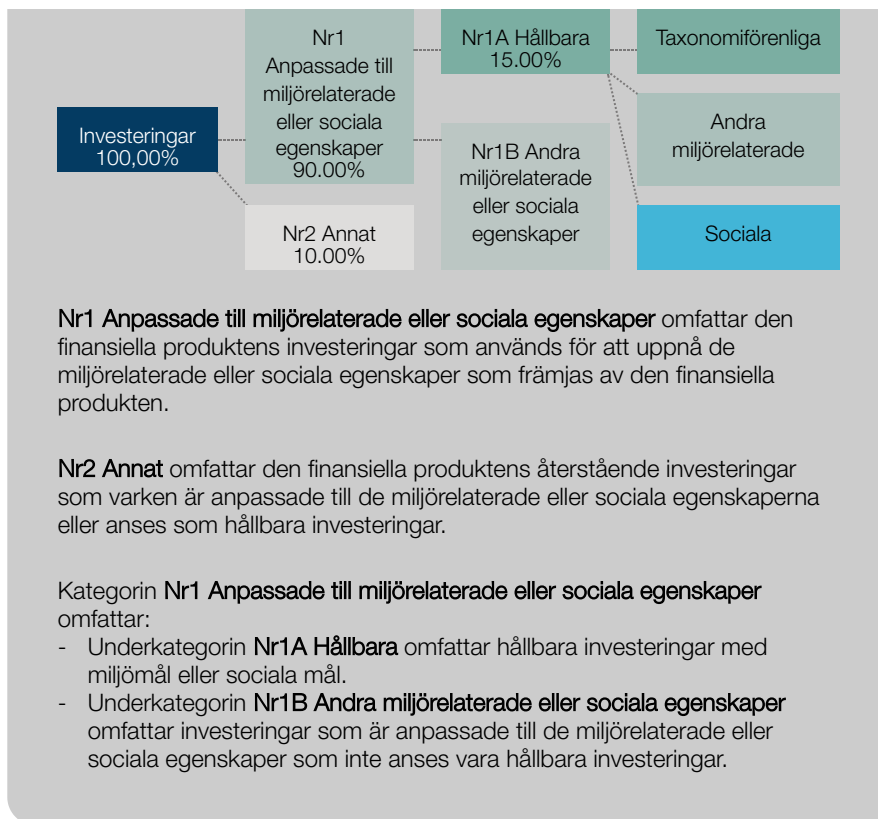 Investeringar
100,00%
Nr1
Anpassade till
miljörelaterade
eller sociala
egenskaper
90.00%
Nr2 Annat
10.00%
Nr1A Hållbara
15.00%
Nr1B Andra
miljörelaterade
eller sociala
egenskaper
Taxonomiförenliga
Andra
miljörelaterade
Sociala
Nr1 Anpassade till miljörelaterade eller sociala egenskaper omfattar den
finansiella produktens investeringar som används för att uppnå de
miljörelaterade eller sociala egenskaper som främjas av den finansiella
produkten.
Nr2 Annat omfattar den finansiella produktens återstående investeringar
som varken är anpassade till de miljörelaterade eller sociala egenskaperna
eller anses som hållbara investeringar.
Kategorin Nr1 Anpassade till miljörelaterade eller sociala egenskaper
omfattar:
- Underkategorin Nr1A Hållbara omfattar hållbara investeringar med
miljömål eller sociala mål.
- Underkategorin Nr1B Andra miljörelaterade eller sociala egenskaper
omfattar investeringar som är anpassade till de miljörelaterade eller
sociala egenskaper som inte anses vara hållbara investeringar.